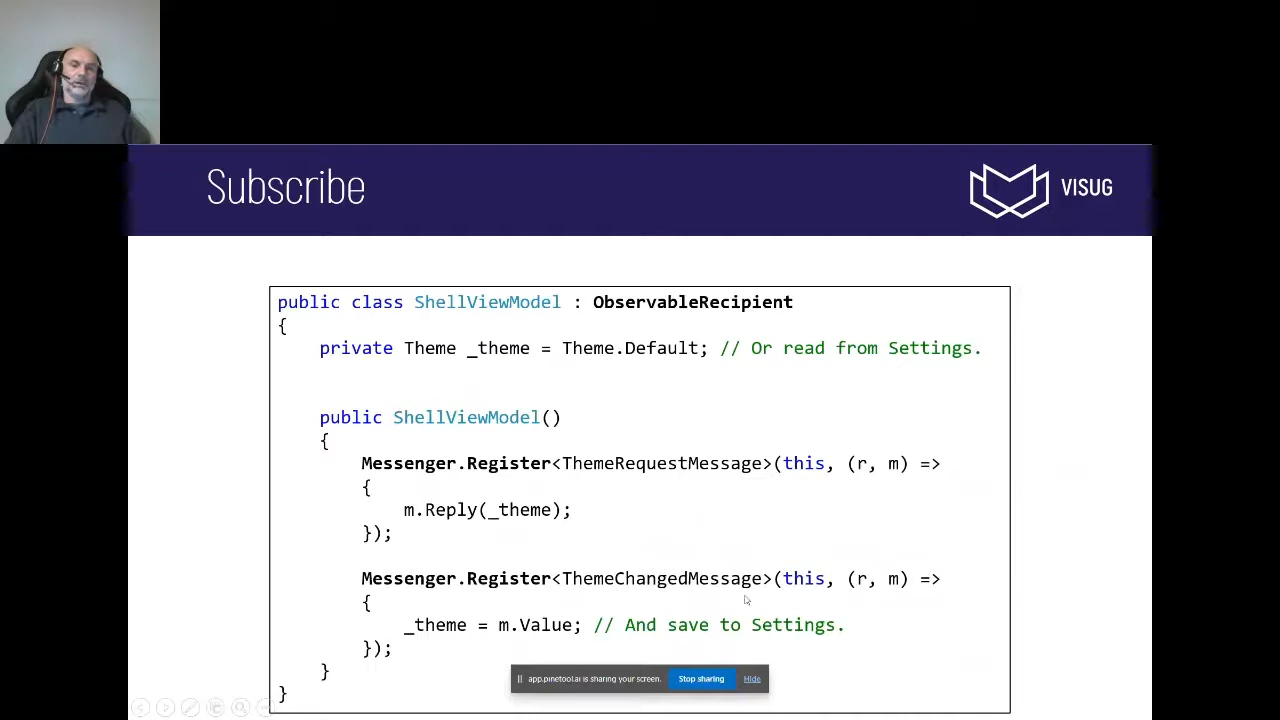 Subscribe
VISUG
public class ShellViewModel : ObservableRecipient
{
private Theme _theme = Theme.Default; // Or read from Settings.
public ShellViewModel()
{
Messenger.Register<ThemeRequestMessage>(this, (r, m) =>
{
m.Reply(_theme);
});
Messenger.Register<ThemeChangedMessage>(this, (r, m) =>
{
_theme = m.Value; // And save to Settings.
});
}
}
app.pinetool.ai is sharing your screen. Stop sharing Hide